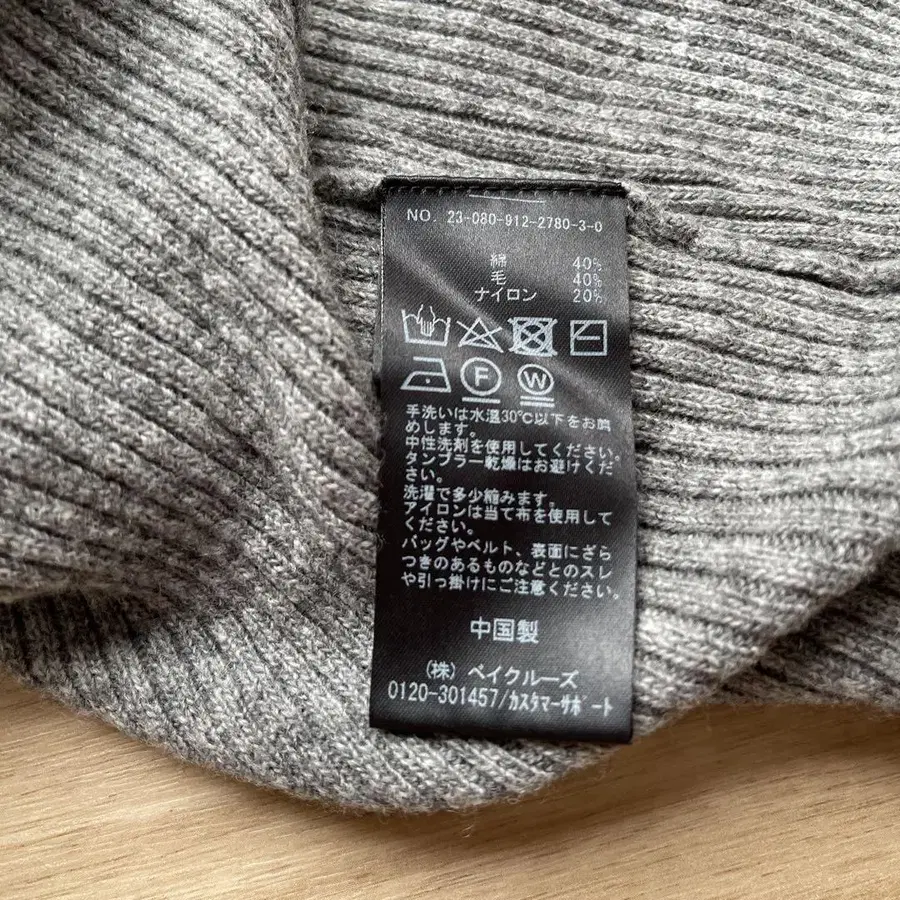 NO. 23-080-912-2780-3-0
綿 40%
毛 40%
ナイロン 20%
F W
手洗いは水温30℃以下をお勧
めします。
中性洗剤を使用してください。
タンブラー乾燥はお避けくだ
さい。
洗濯で多少縮みます。
アイロンは当て布を使用して
ください。
バッグやベルト、表面にざら
つきのあるものなどとのスレ
や引っ掛けにご注意ください。
中国製
(株) ベイクルーズ
0120-301457/カスタマーサポート